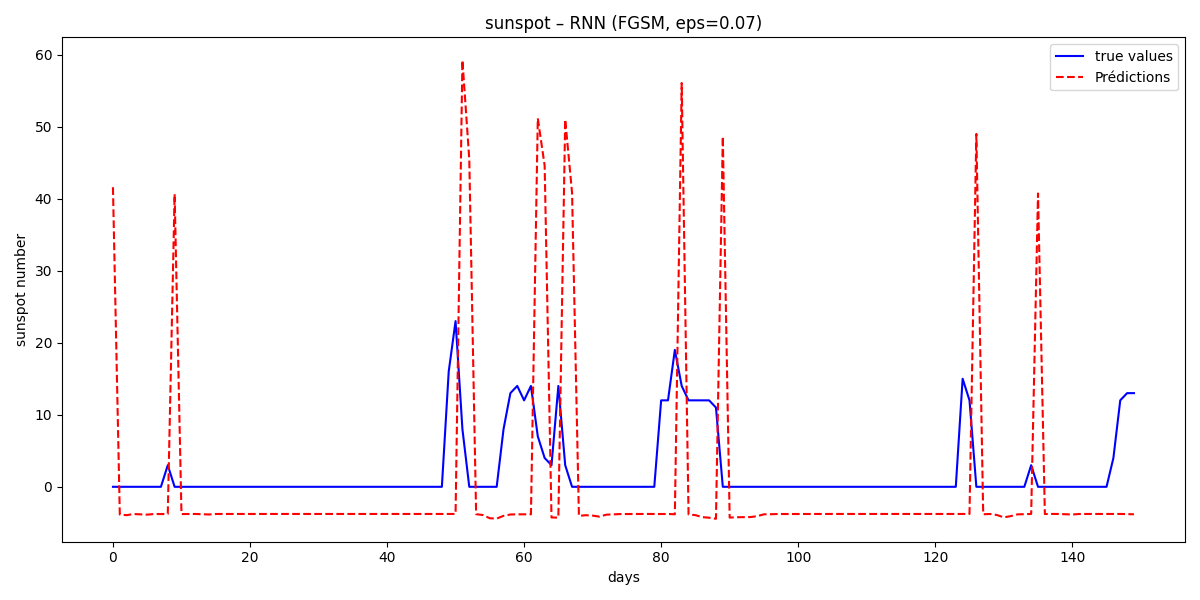 sunspot – RNN (FGSM, eps=0.07)
true values
Prédictions
sunspot number
60
50
40
30
20
10
0
0 20 40 60 80 100 120 140
days